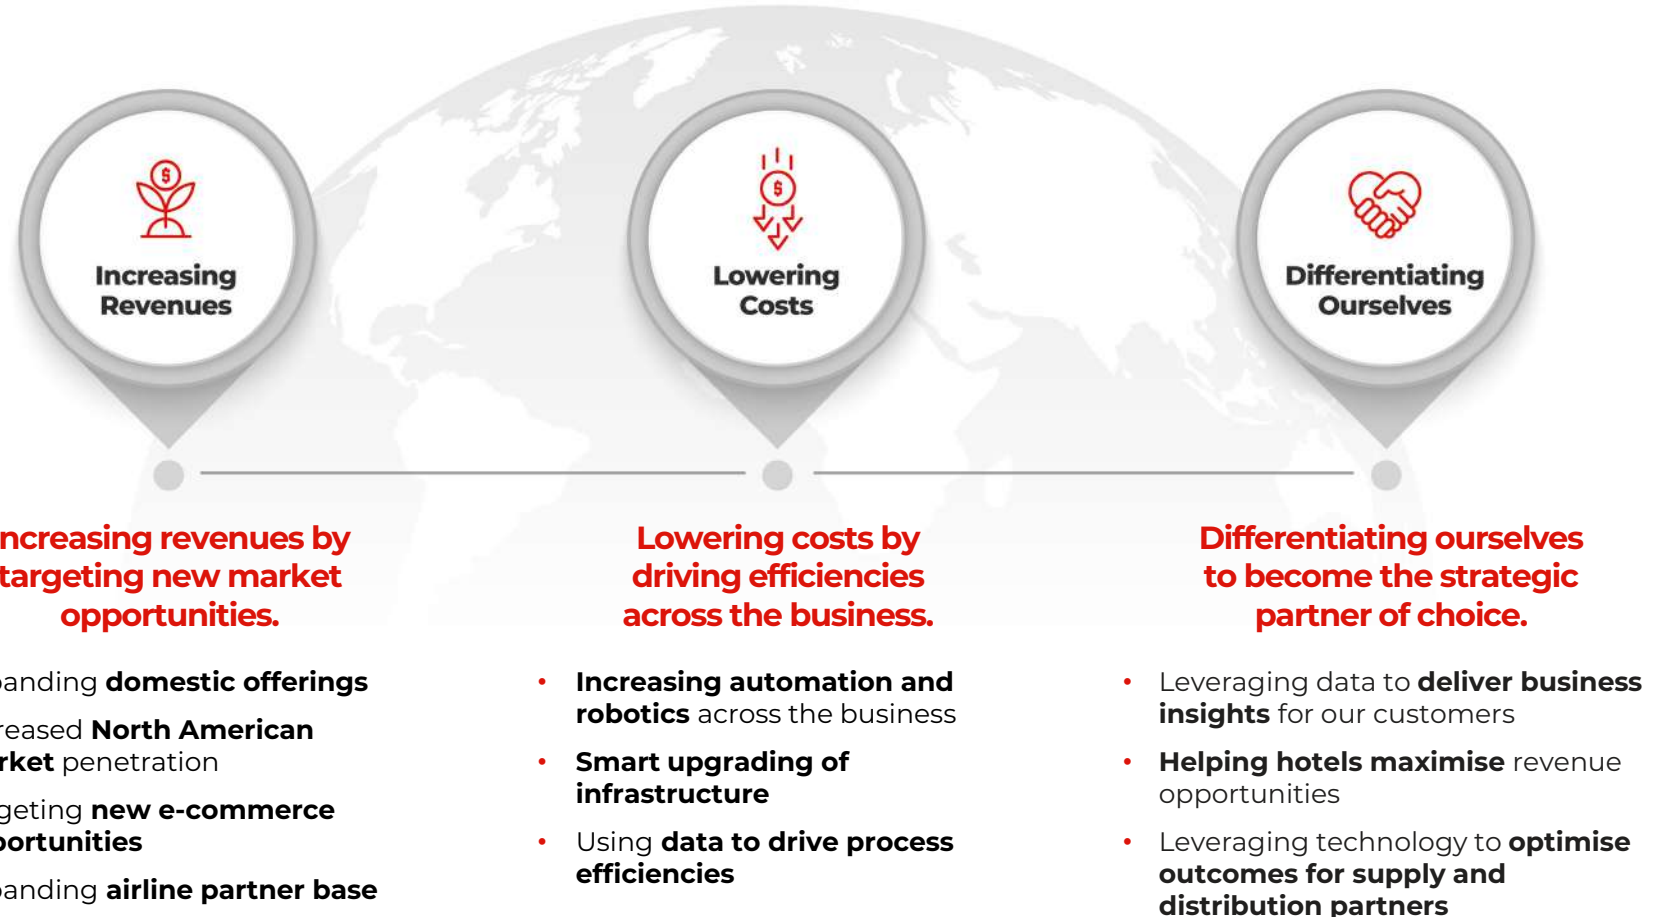 Increasing
Revenues
Lowering
Costs
Differentiating
Ourselves
ncreasing revenues by
targeting new market
opportunities.
anding domestic offerings
reased North American
rket penetration
geting new e-commerce
portunities
anding airline partner base
Lowering costs by
driving efficiencies
across the business.
• Increasing automation and
robotics across the business
• Smart upgrading of
infrastructure
• Using data to drive process
efficiencies
Differentiating ourselves
to become the strategic
partner of choice.
• Leveraging data to deliver business
insights for our customers
• Helping hotels maximise revenue
opportunities
• Leveraging technology to optimise
outcomes for supply and
distribution partners